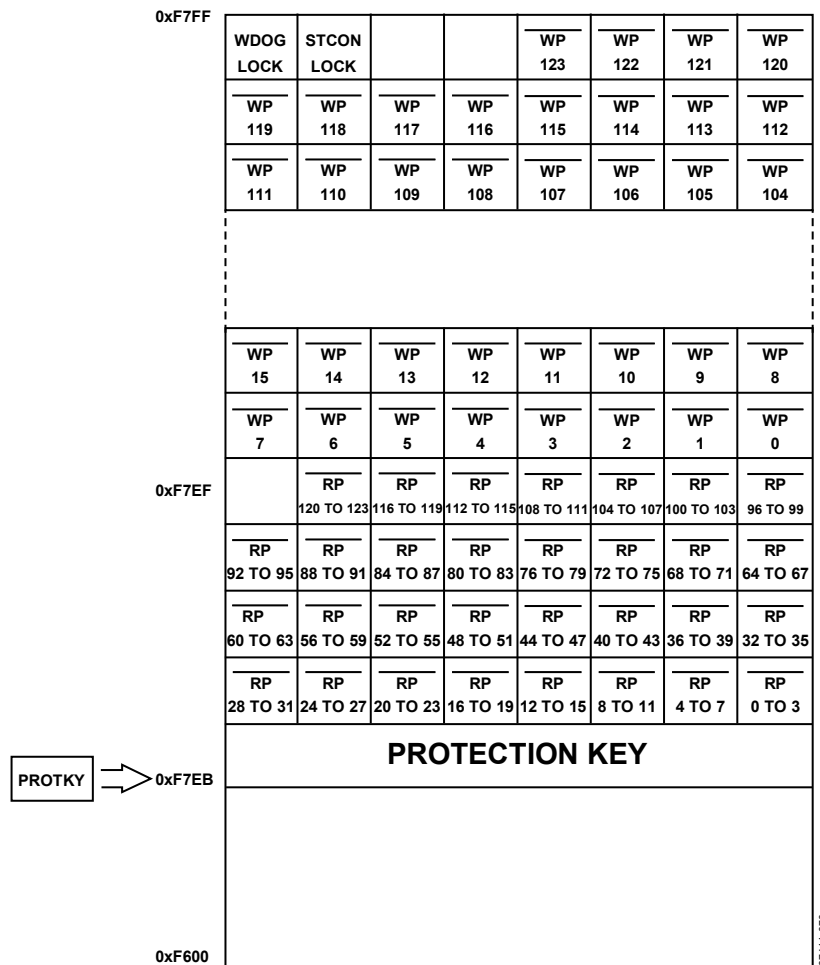 0xF7FF
WDOG STCON WP WP WP WP
LOCK LOCK 123 122 121 120
WP WP WP WP WP WP WP WP
119 118 117 116 115 114 113 112
WP WP WP WP WP WP WP WP
111 110 109 108 107 106 105 104
WP WP WP WP WP WP WP WP
15 14 13 12 11 10 9 8
WP WP WP WP WP WP WP WP
7 6 5 4 3 2 1 0
0xF7EF
RP RP RP RP RP RP RP
120 TO 123 116 TO 119 112 TO 115 108 TO 111 104 TO 107 100 TO 103 96 TO 99
RP RP RP RP RP RP RP RP
92 TO 95 88 TO 91 84 TO 87 80 TO 83 76 TO 79 72 TO 75 68 TO 71 64 TO 67
RP RP RP RP RP RP RP RP
60 TO 63 56 TO 59 52 TO 55 48 TO 51 44 TO 47 40 TO 43 36 TO 39 32 TO 35
RP RP RP RP RP RP RP RP
28 TO 31 24 TO 27 20 TO 23 16 TO 19 12 TO 15 8 TO 11 4 TO 7 0 TO 3
PROTECTION KEY
PROTKY 0xF7EB
0xF600